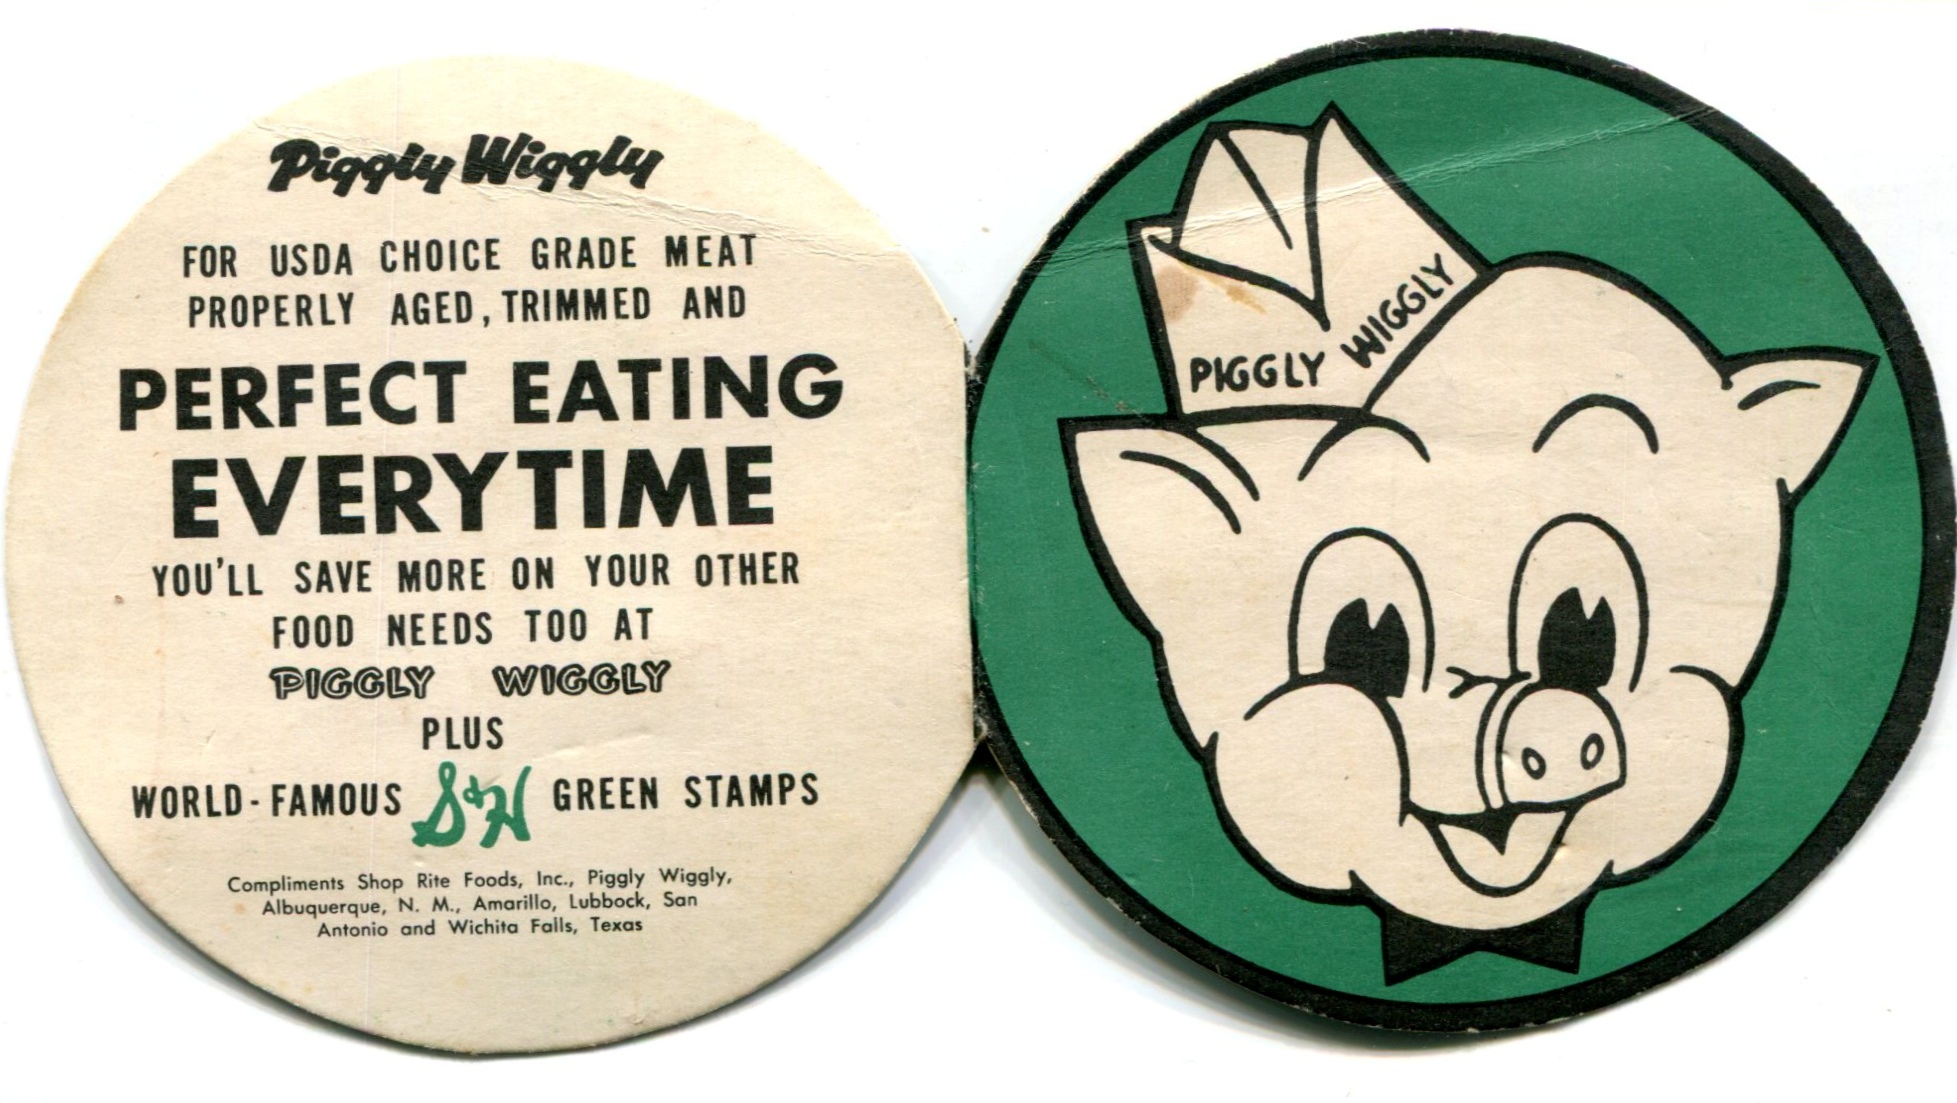 Piggly Wiggly
FOR USDA CHOICE GRADE MEAT
PROPERLY AGED, TRIMMED AND
PERFECT EATING
EVERYTIME
YOU'LL SAVE MORE ON YOUR OTHER
FOOD NEEDS TOO AT
PIGGLY WIGGLY
PLUS
WORLD-FAMOUS S&H GREEN STAMPS
Compliments Shop Rite Foods, Inc., Piggly Wiggly,
Albuquerque, N. M., Amarillo, Lubbock, San
Antonio and Wichita Falls, Texas
PIGGLY WIGGLY